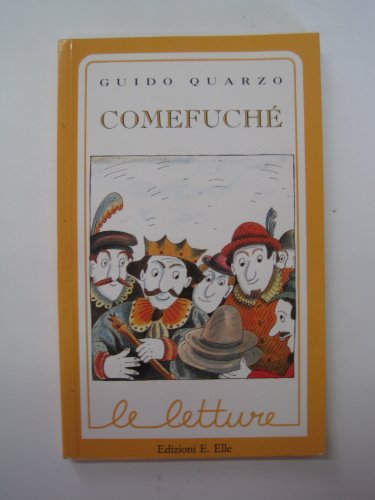 GUIDO QUARZO
COMEFUCHÉ
le letture
Edizioni E. Elle